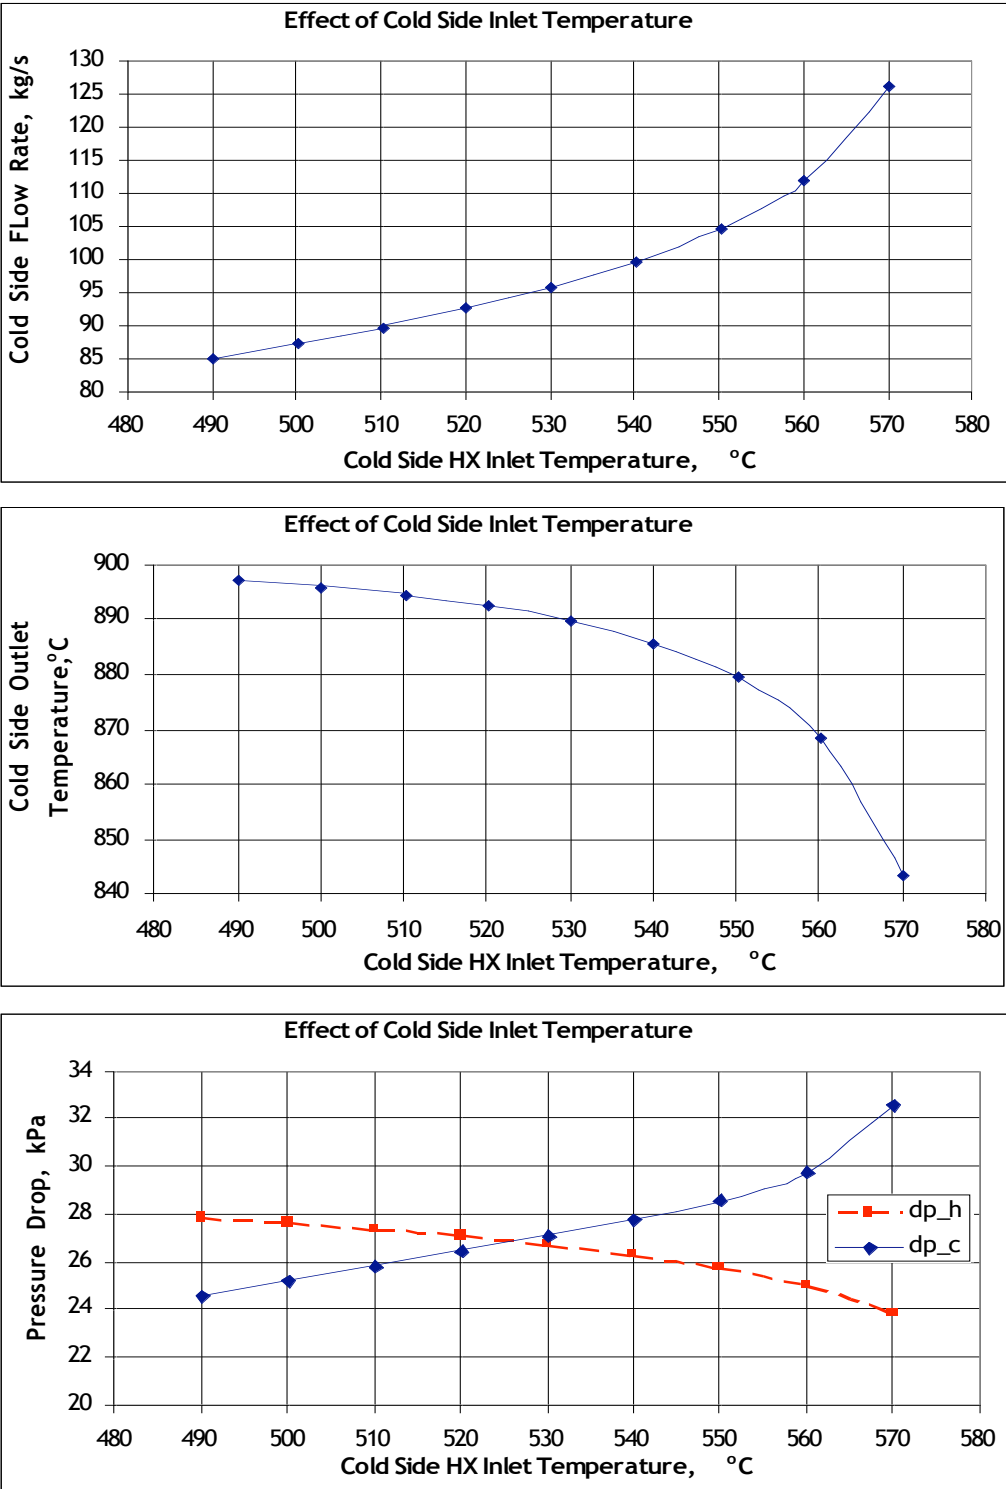 Effect of Cold Side Inlet Temperature
Cold Side FLow Rate, kg/s
130
125
120
115
110
105
100
95
90
85
80
480 490 500 510 520 530 540 550 560 570 580
Cold Side HX Inlet Temperature, °C
Effect of Cold Side Inlet Temperature
Cold Side Outlet
Temperature,°C
900
890
880
870
860
850
840
480 490 500 510 520 530 540 550 560 570 580
Cold Side HX Inlet Temperature, °C
Effect of Cold Side Inlet Temperature
Pressure Drop, kPa
34
32
30
28
26
24
22
20
dp_h
dp_c
480 490 500 510 520 530 540 550 560 570 580
Cold Side HX Inlet Temperature, °C